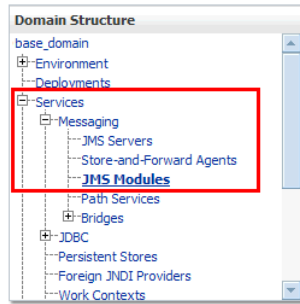 Domain Structure
base_domain
Environment
Deployments
Services
Messaging
JMS Servers
Store-and-Forward Agents
JMS Modules
Path Services
Bridges
JDBC
Persistent Stores
Foreign JNDI Providers
Work Contexts